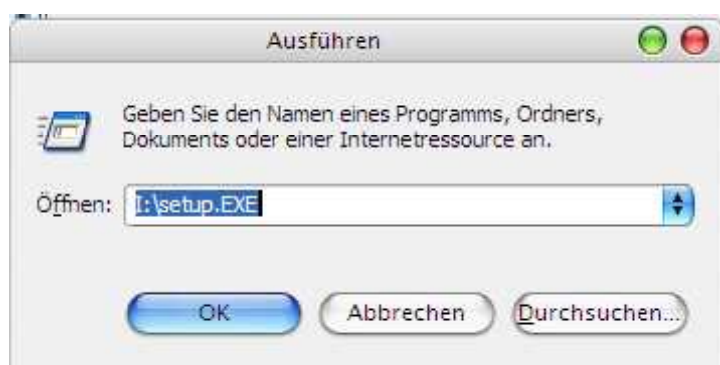 Ausführen
Geben Sie den Namen eines Programms, Ordners,
Dokuments oder einer Internetressource an.
Öffnen: I:\setup.EXE
OK Abbrechen Durchsuchen...